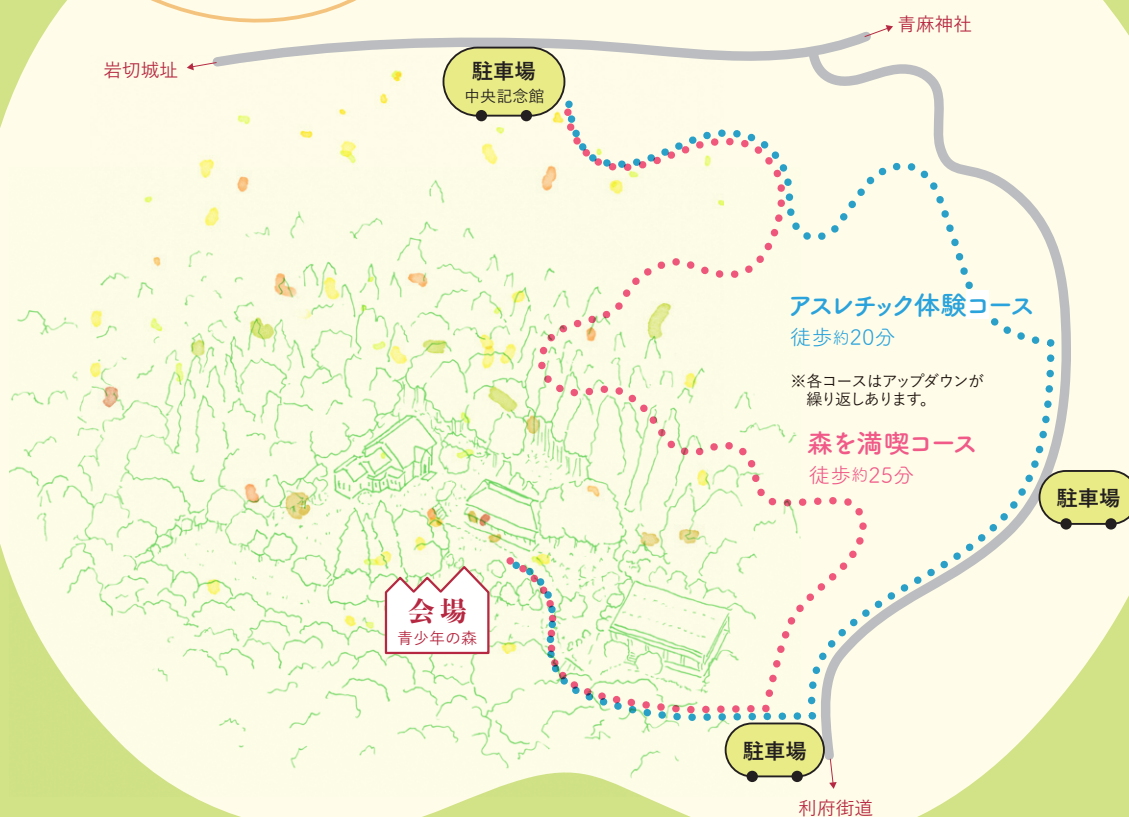 青麻神社
岩切城址
駐車場
中央記念館
アスレチック体験コース
徒歩約20分
※各コースはアップダウンが
繰り返しあります。
森を満喫コース
徒歩約25分
駐車場
会場
青少年の森
駐車場
利府街道